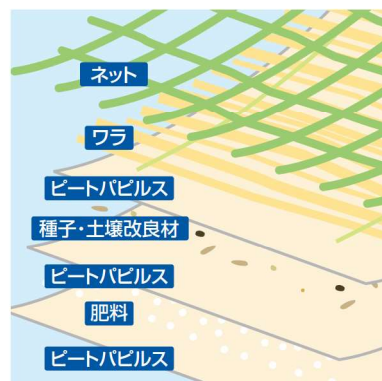 ネット
ワラ
ピートパピルス
種子・土壌改良材
ピートパピルス
肥料
ピートパピルス